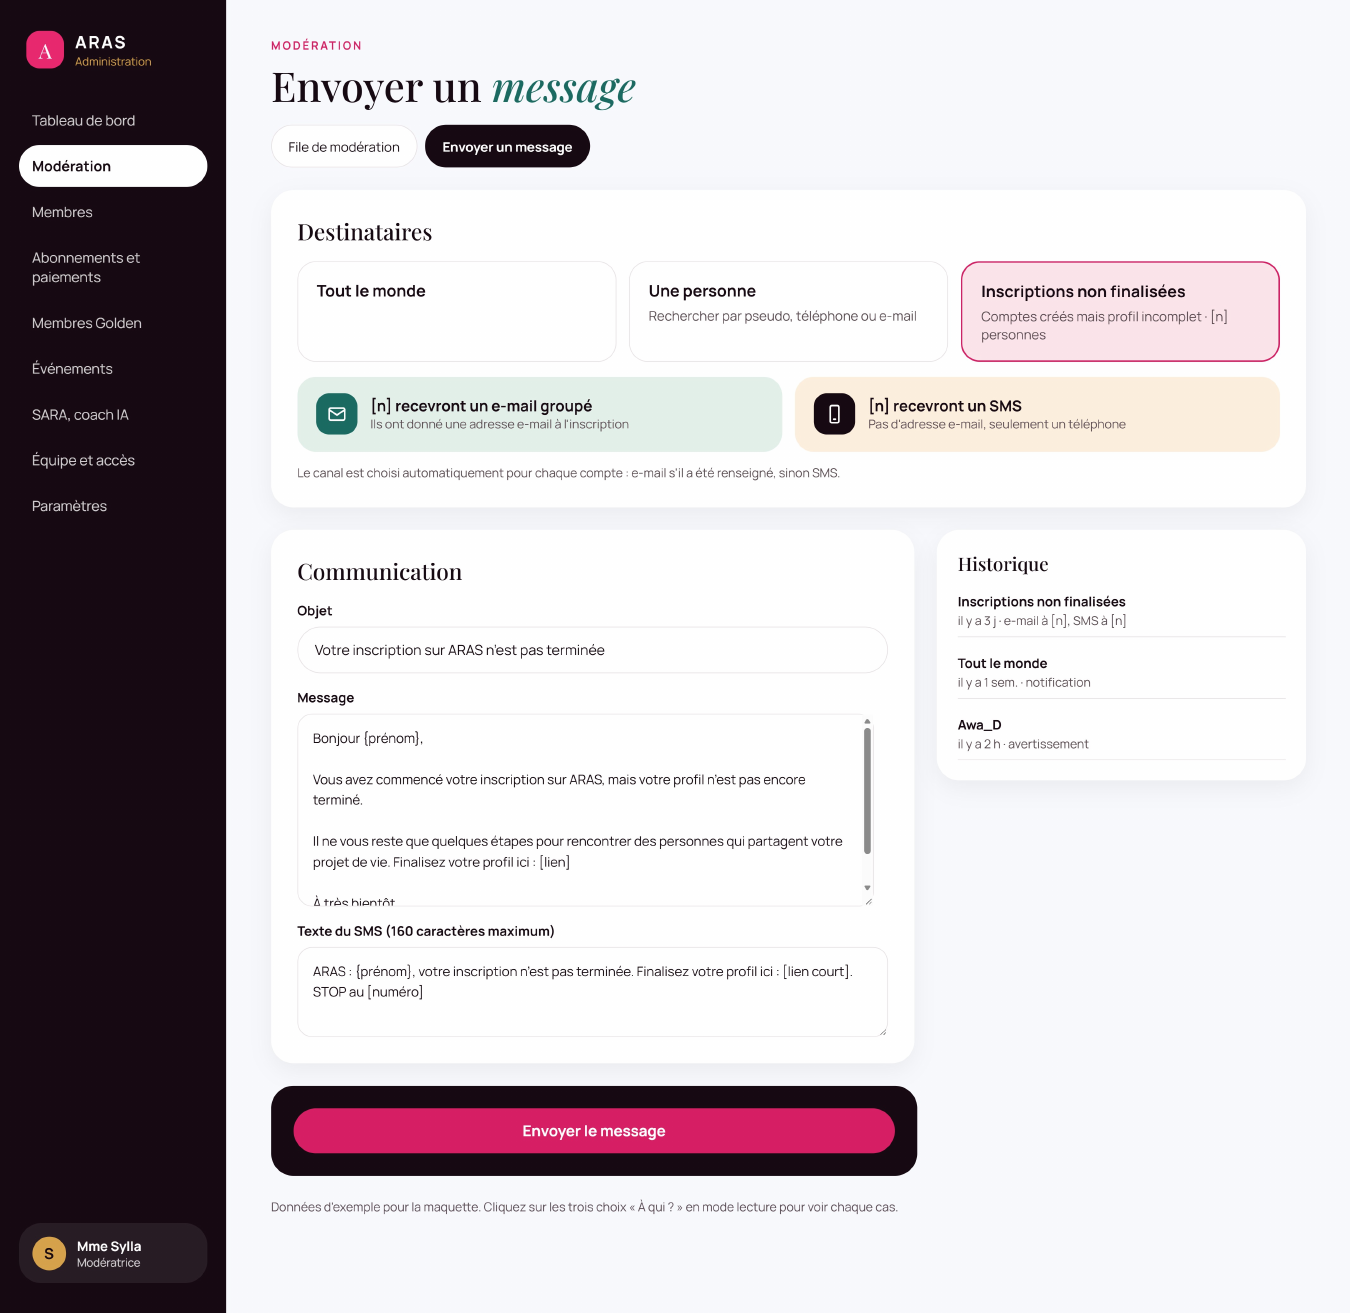 A
ARAS
Administration
Tableau de bord
Modération
Membres
Abonnements et
paiements
Membres Golden
Événements
SARA, coach IA
Équipe et accès
Paramètres
S
Mme Sylla
Modératrice
MODÉRATION
Envoyer un message
File de modération
Envoyer un message
Destinataires
Tout le monde
Une personne
Rechercher par pseudo, téléphone ou e-mail
Inscriptions non finalisées
Comptes créés mais profil incomplet · [n]
personnes
[n] recevront un e-mail groupé
Ils ont donné une adresse e-mail à l'inscription
[n] recevront un SMS
Pas d'adresse e-mail, seulement un téléphone
Le canal est choisi automatiquement pour chaque compte : e-mail s'il a été renseigné, sinon SMS.
Communication
Objet
Votre inscription sur ARAS n'est pas terminée
Message
Bonjour {prénom},
Vous avez commencé votre inscription sur ARAS, mais votre profil n'est pas encore
terminé.
Il ne vous reste que quelques étapes pour rencontrer des personnes qui partagent votre
projet de vie. Finalisez votre profil ici : [lien]
À très bientôt
Texte du SMS (160 caractères maximum)
ARAS : {prénom}, votre inscription n'est pas terminée. Finalisez votre profil ici : [lien court].
STOP au [numéro]
Envoyer le message
Données d'exemple pour la maquette. Cliquez sur les trois choix « À qui ? » en mode lecture pour voir chaque cas.
Historique
Inscriptions non finalisées
il y a 3 j · e-mail à [n], SMS à [n]
Tout le monde
il y a 1 sem. · notification
Awa_D
il y a 2 h · avertissement